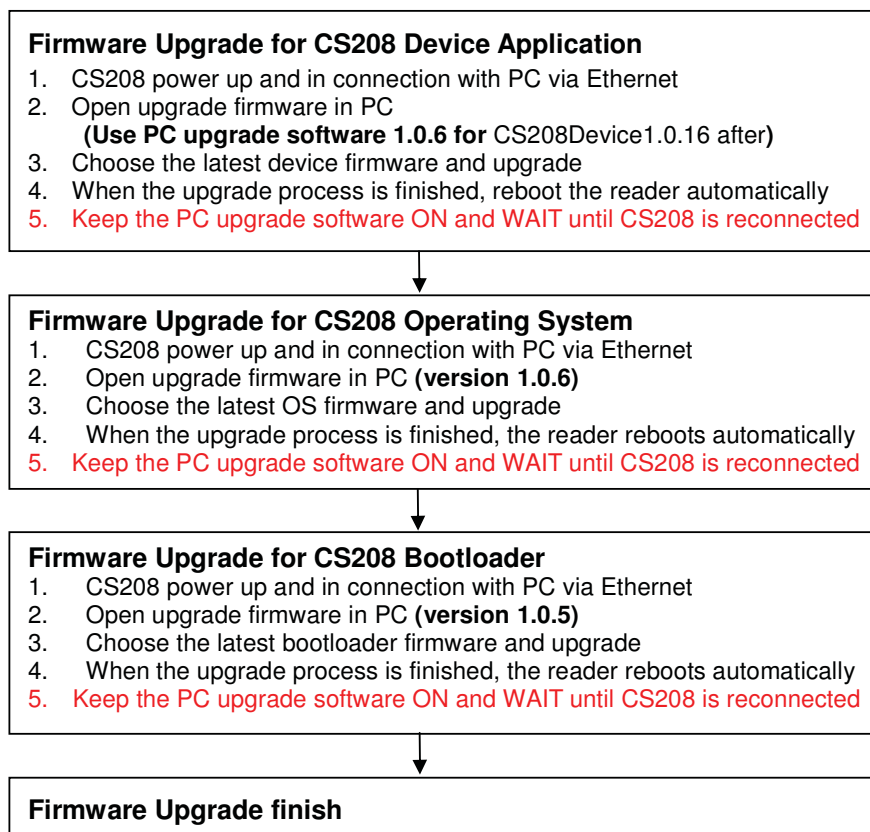 Firmware Upgrade for CS208 Device Application
1. CS208 power up and in connection with PC via Ethernet
2. Open upgrade firmware in PC
(Use PC upgrade software 1.0.6 for CS208Device1.0.16 after)
3. Choose the latest device firmware and upgrade
4. When the upgrade process is finished, reboot the reader automatically
5. Keep the PC upgrade software ON and WAIT until CS208 is reconnected
Firmware Upgrade for CS208 Operating System
1. CS208 power up and in connection with PC via Ethernet
2. Open upgrade firmware in PC (version 1.0.6)
3. Choose the latest OS firmware and upgrade
4. When the upgrade process is finished, the reader reboots automatically
5. Keep the PC upgrade software ON and WAIT until CS208 is reconnected
Firmware Upgrade for CS208 Bootloader
1. CS208 power up and in connection with PC via Ethernet
2. Open upgrade firmware in PC (version 1.0.5)
3. Choose the latest bootloader firmware and upgrade
4. When the upgrade process is finished, the reader reboots automatically
5. Keep the PC upgrade software ON and WAIT until CS208 is reconnected
Firmware Upgrade finish